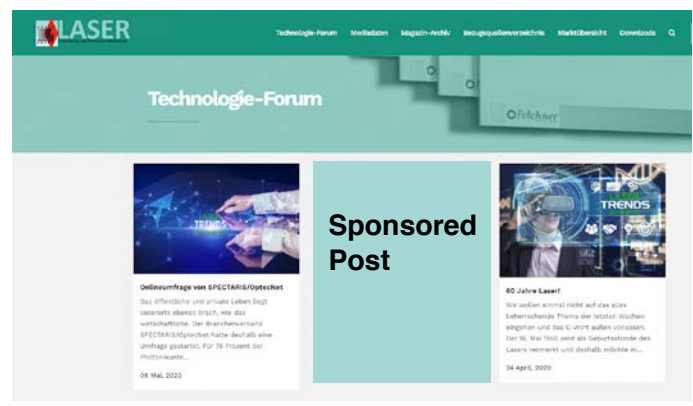 LASER
Technologie-Forum Mediadaten Magazin-Archiv Bezugsquellenverzeichnis Marktübersicht Downloads
Technologie-Forum
Felchner
TRENDS
TRENDS
Sponsored
Post
Onlineumfrage von SPECTARIS/OptecNet
Das öffentliche und private Leben liegt
vielerorts ebenso brach, wie das
wirtschaftliche. Der Branchenverband
SPECTARIS/OptecNet hatte deshalb eine
Umfrage gestartet. Für 76 Prozent der
Photonikunte...
06 Mai, 2020
60 Jahre Laser!
Wir wollen einmal nicht auf das alles
beherrschende Thema der letzten Wochen
eingehen und das C-Wort außen vorlassen.
Der 16. Mai 1960 wird als Geburtsstunde des
Lasers vermerkt und deshalb möchte m...
24 April, 2020